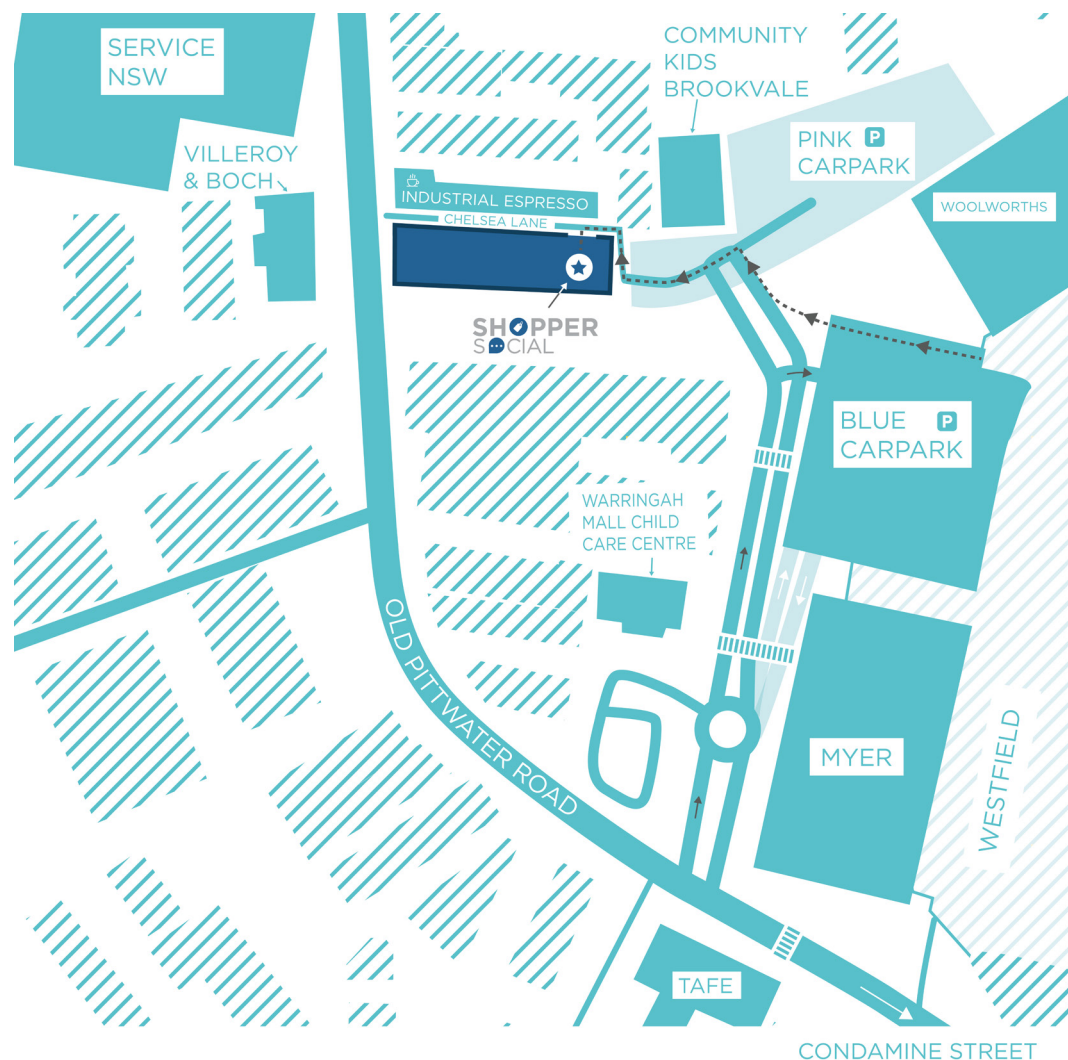 SERVICE
NSW
COMMUNITY
KIDS
BROOKVALE
VILLEROY
& BOCH
PINK P
CARPARK
INDUSTRIAL ESPRESSO
CHELSEA LANE
WOOLWORTHS
SHOPPER
SOCIAL
BLUE P
CARPARK
WARRINGAH
MALL CHILD
CARE CENTRE
OLD PITTWATER ROAD
MYER
WESTFIELD
TAFE
CONDAMINE STREET